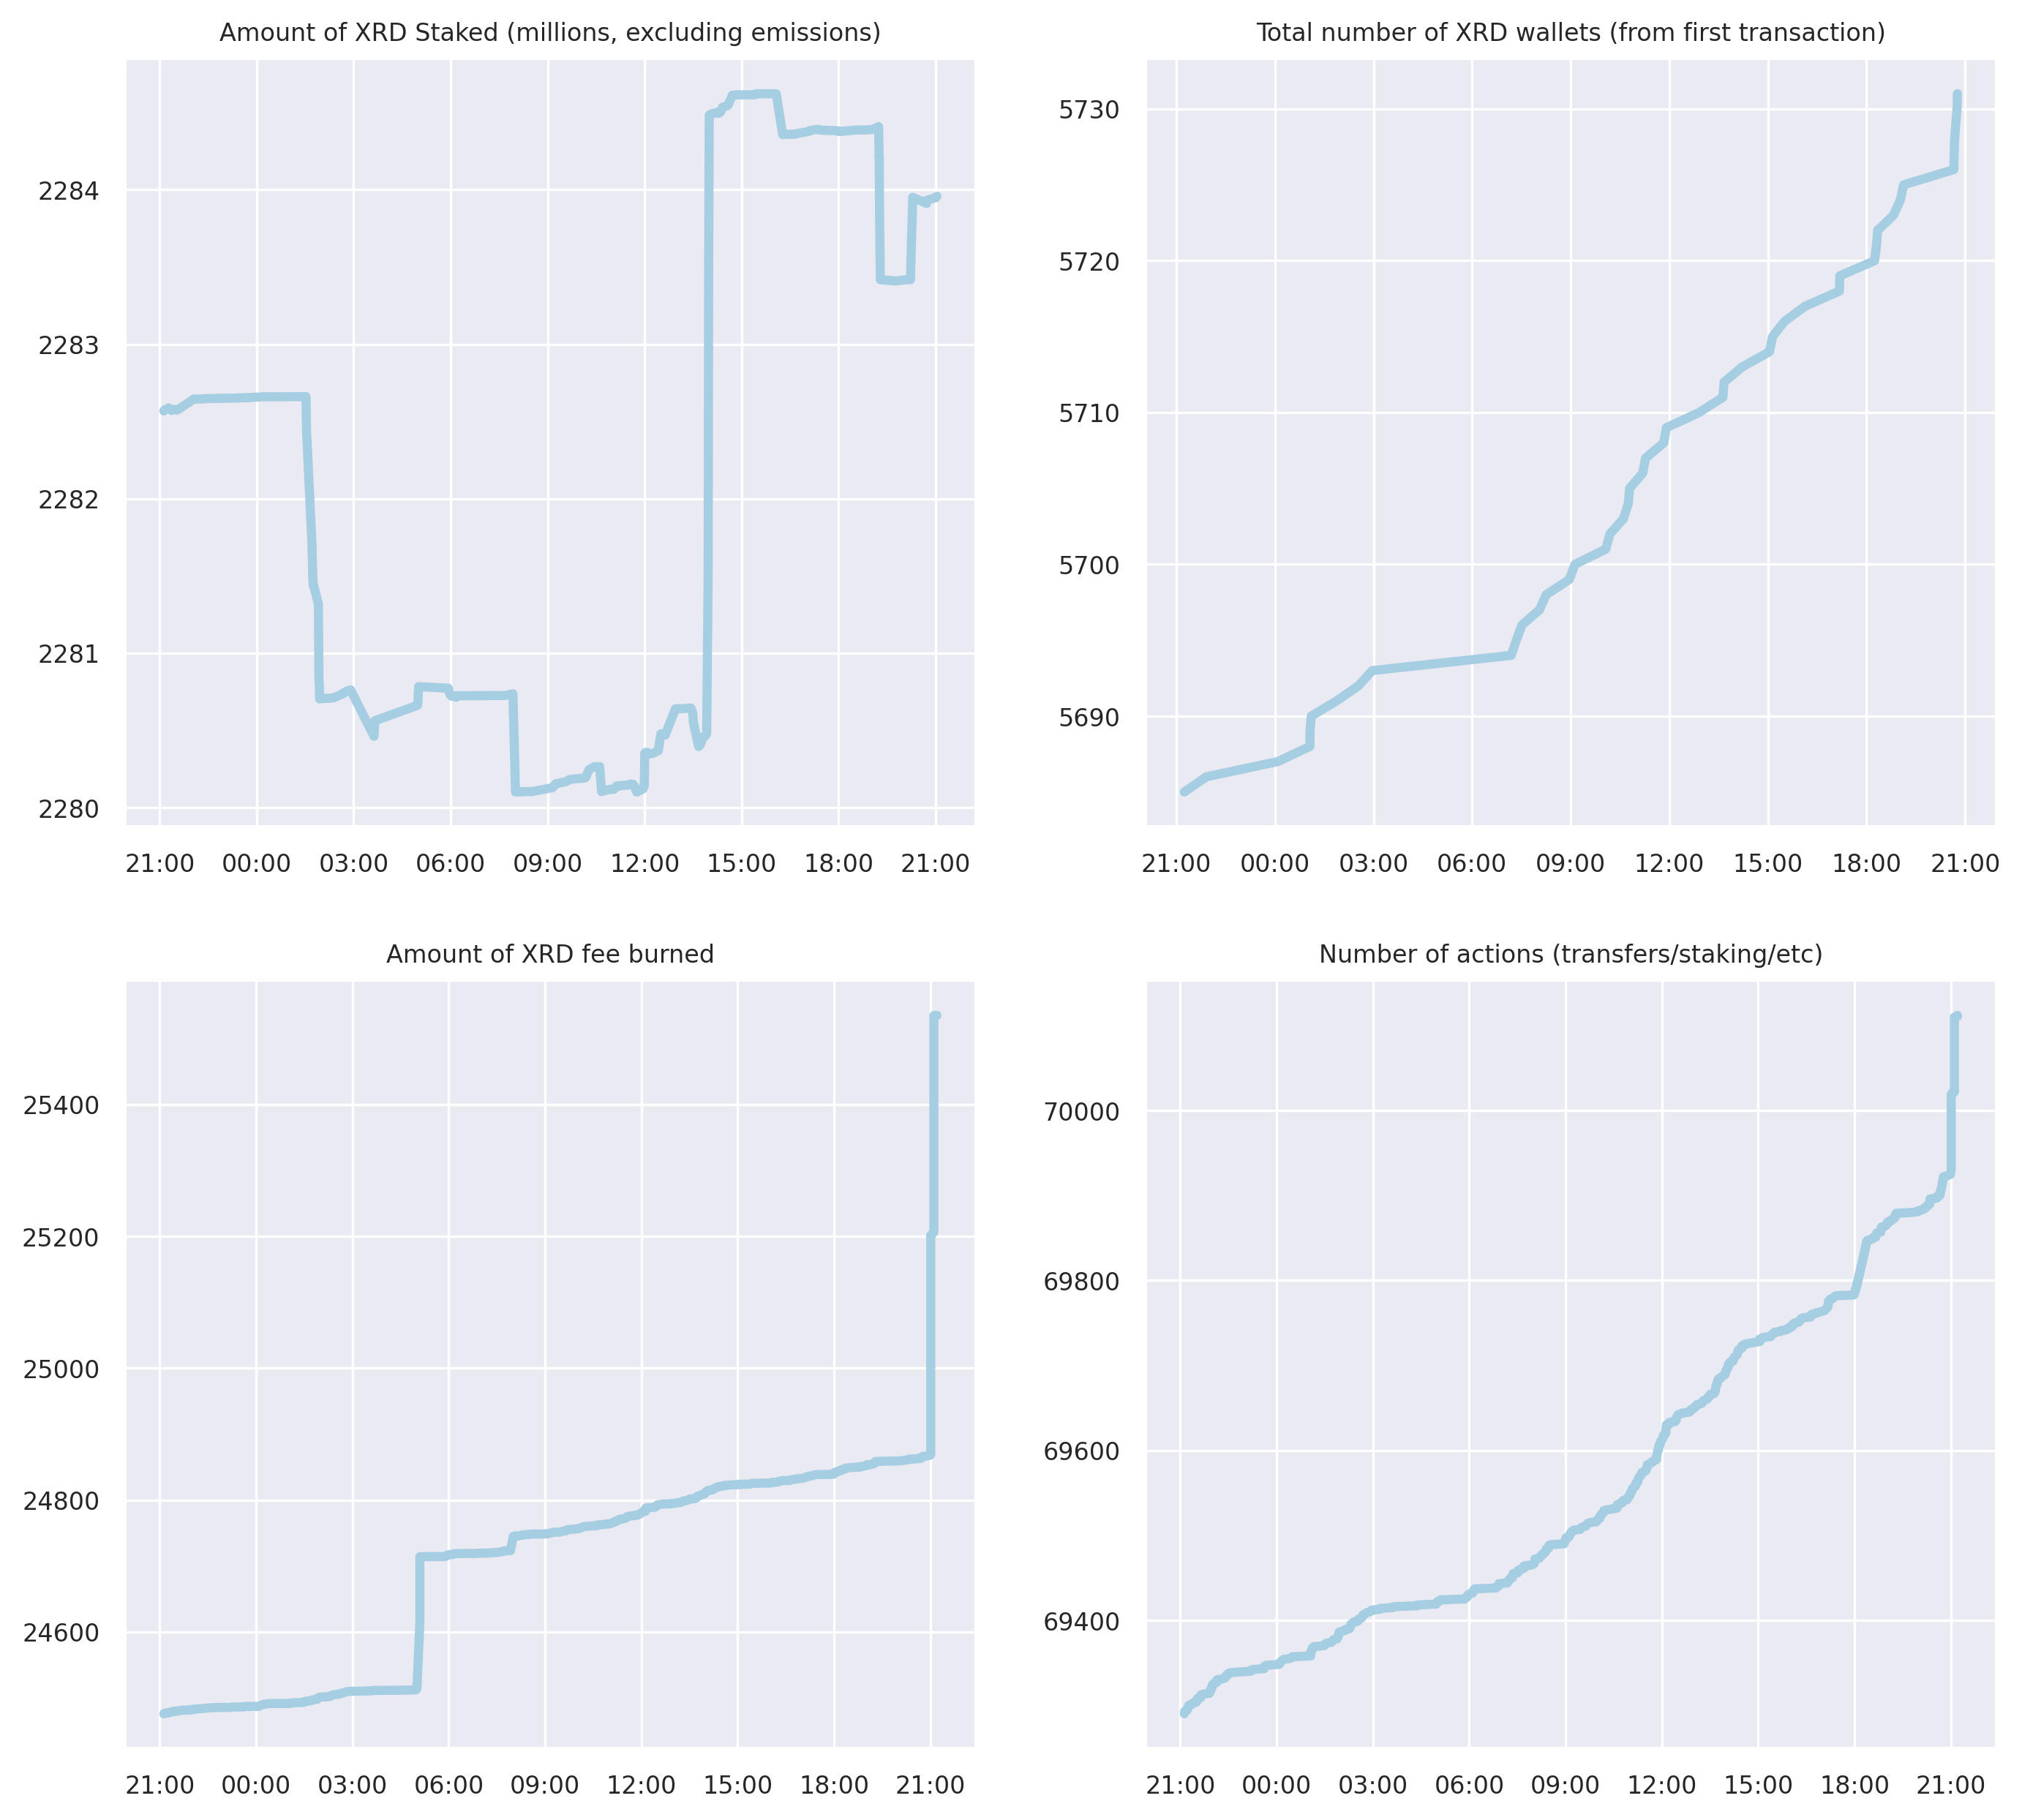 Amount of XRD Staked (millions, excluding emissions)
2284
2283
2282
2281
2280
21:00 00:00 03:00 06:00 09:00 12:00 15:00 18:00 21:00
Total number of XRD wallets (from first transaction)
5730
5720
5710
5700
5690
21:00 00:00 03:00 06:00 09:00 12:00 15:00 18:00 21:00
Amount of XRD fee burned
25400
25200
25000
24800
24600
21:00 00:00 03:00 06:00 09:00 12:00 15:00 18:00 21:00
Number of actions (transfers/staking/etc)
70000
69800
69600
69400
21:00 00:00 03:00 06:00 09:00 12:00 15:00 18:00 21:00